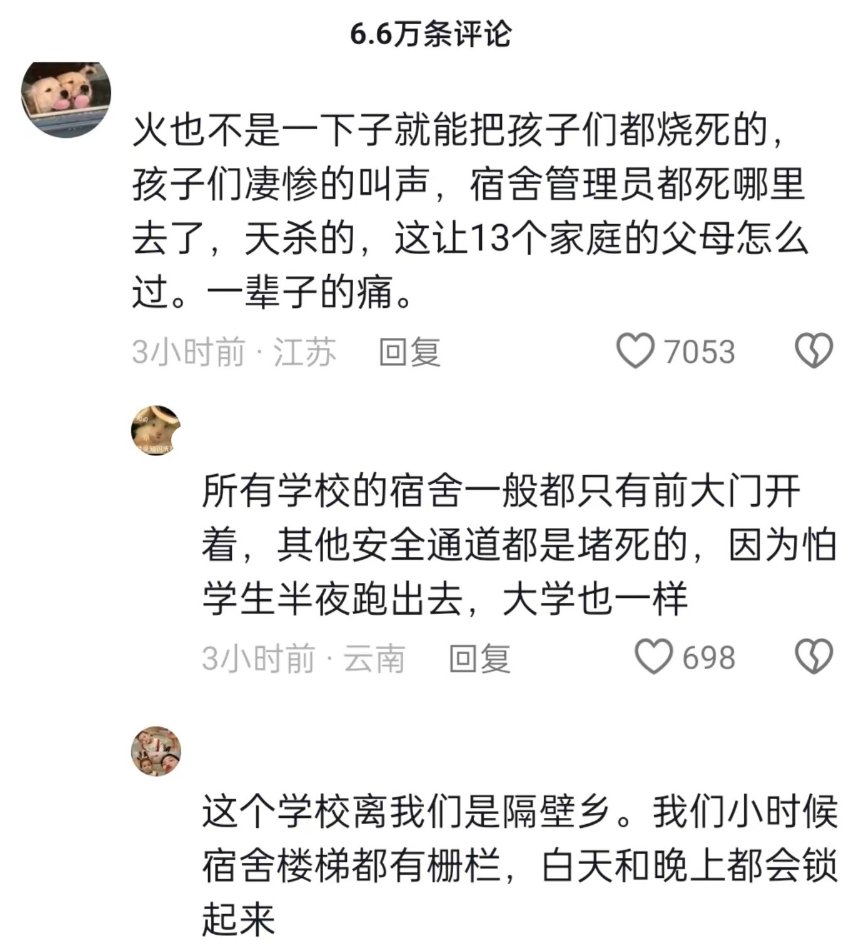 6.6万条评论
火也不是一下子就能把孩子们都烧死的，
孩子们凄惨的叫声，宿舍管理员都死哪里
去了，天杀的，这让13个家庭的父母怎么
过。一辈子的痛。
3小时前 · 江苏 回复 7053
所有学校的宿舍一般都只有前大门开
着，其他安全通道都是堵死的，因为怕
学生半夜跑出去，大学也一样
3小时前 · 云南 回复 698
这个学校离我们是隔壁乡。我们小时候
宿舍楼梯都有栅栏，白天和晚上都会锁
起来